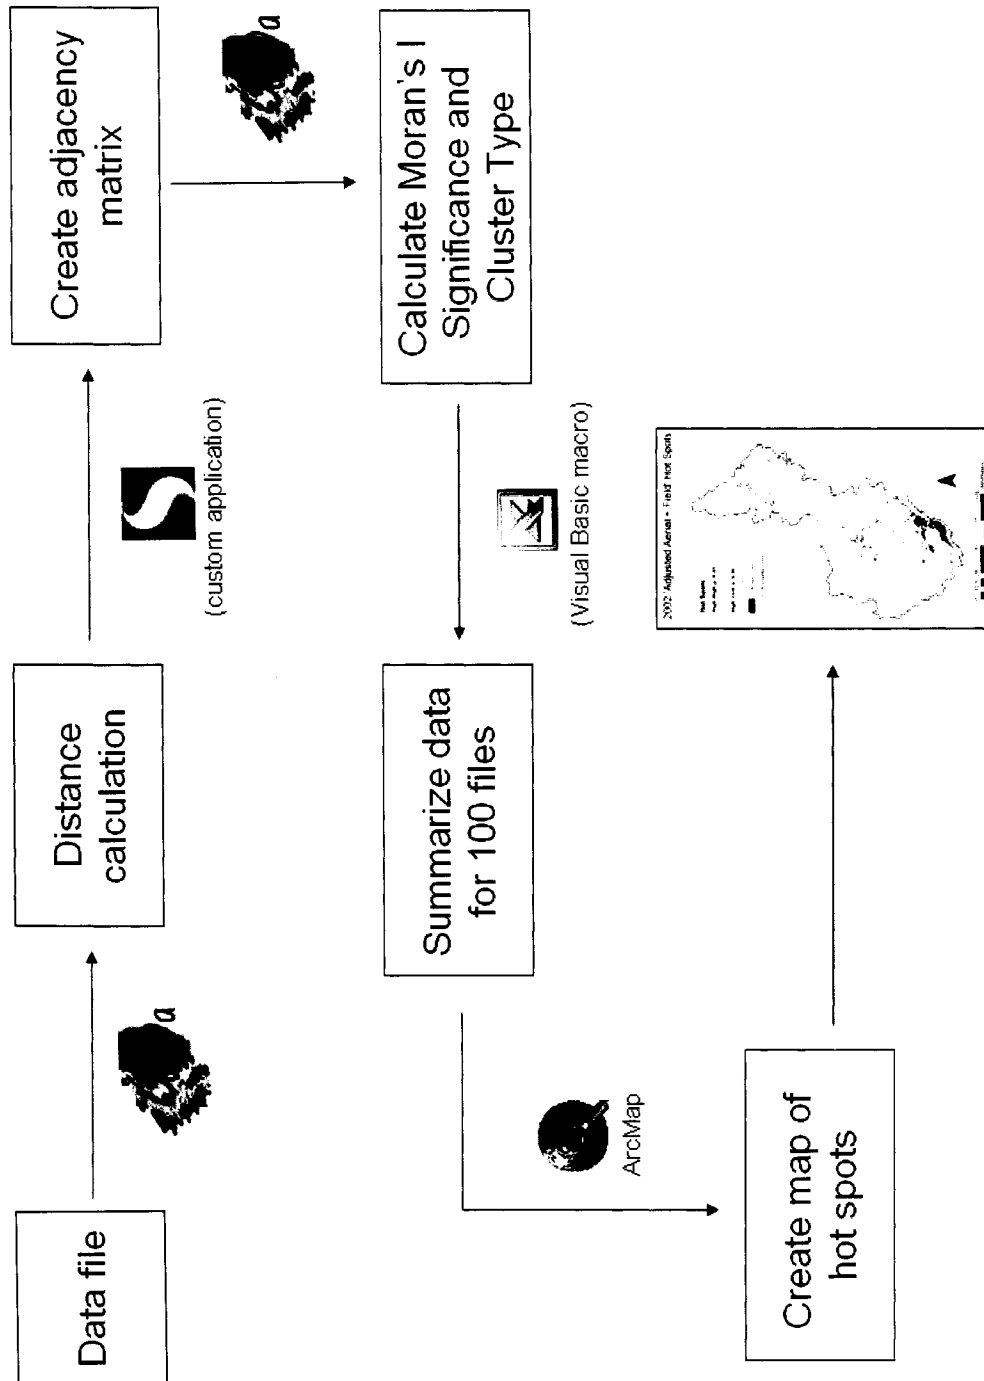 Data file
Distance
calculation
(custom application)
Create adjacency
matrix
a
a
Calculate Moran's I
Significance and
Cluster Type
(Visual Basic macro)
Summarize data
for 100 files
ArcMap
Create map of
hot spots
2002 Adjusted Aerial + Field Hot Spots